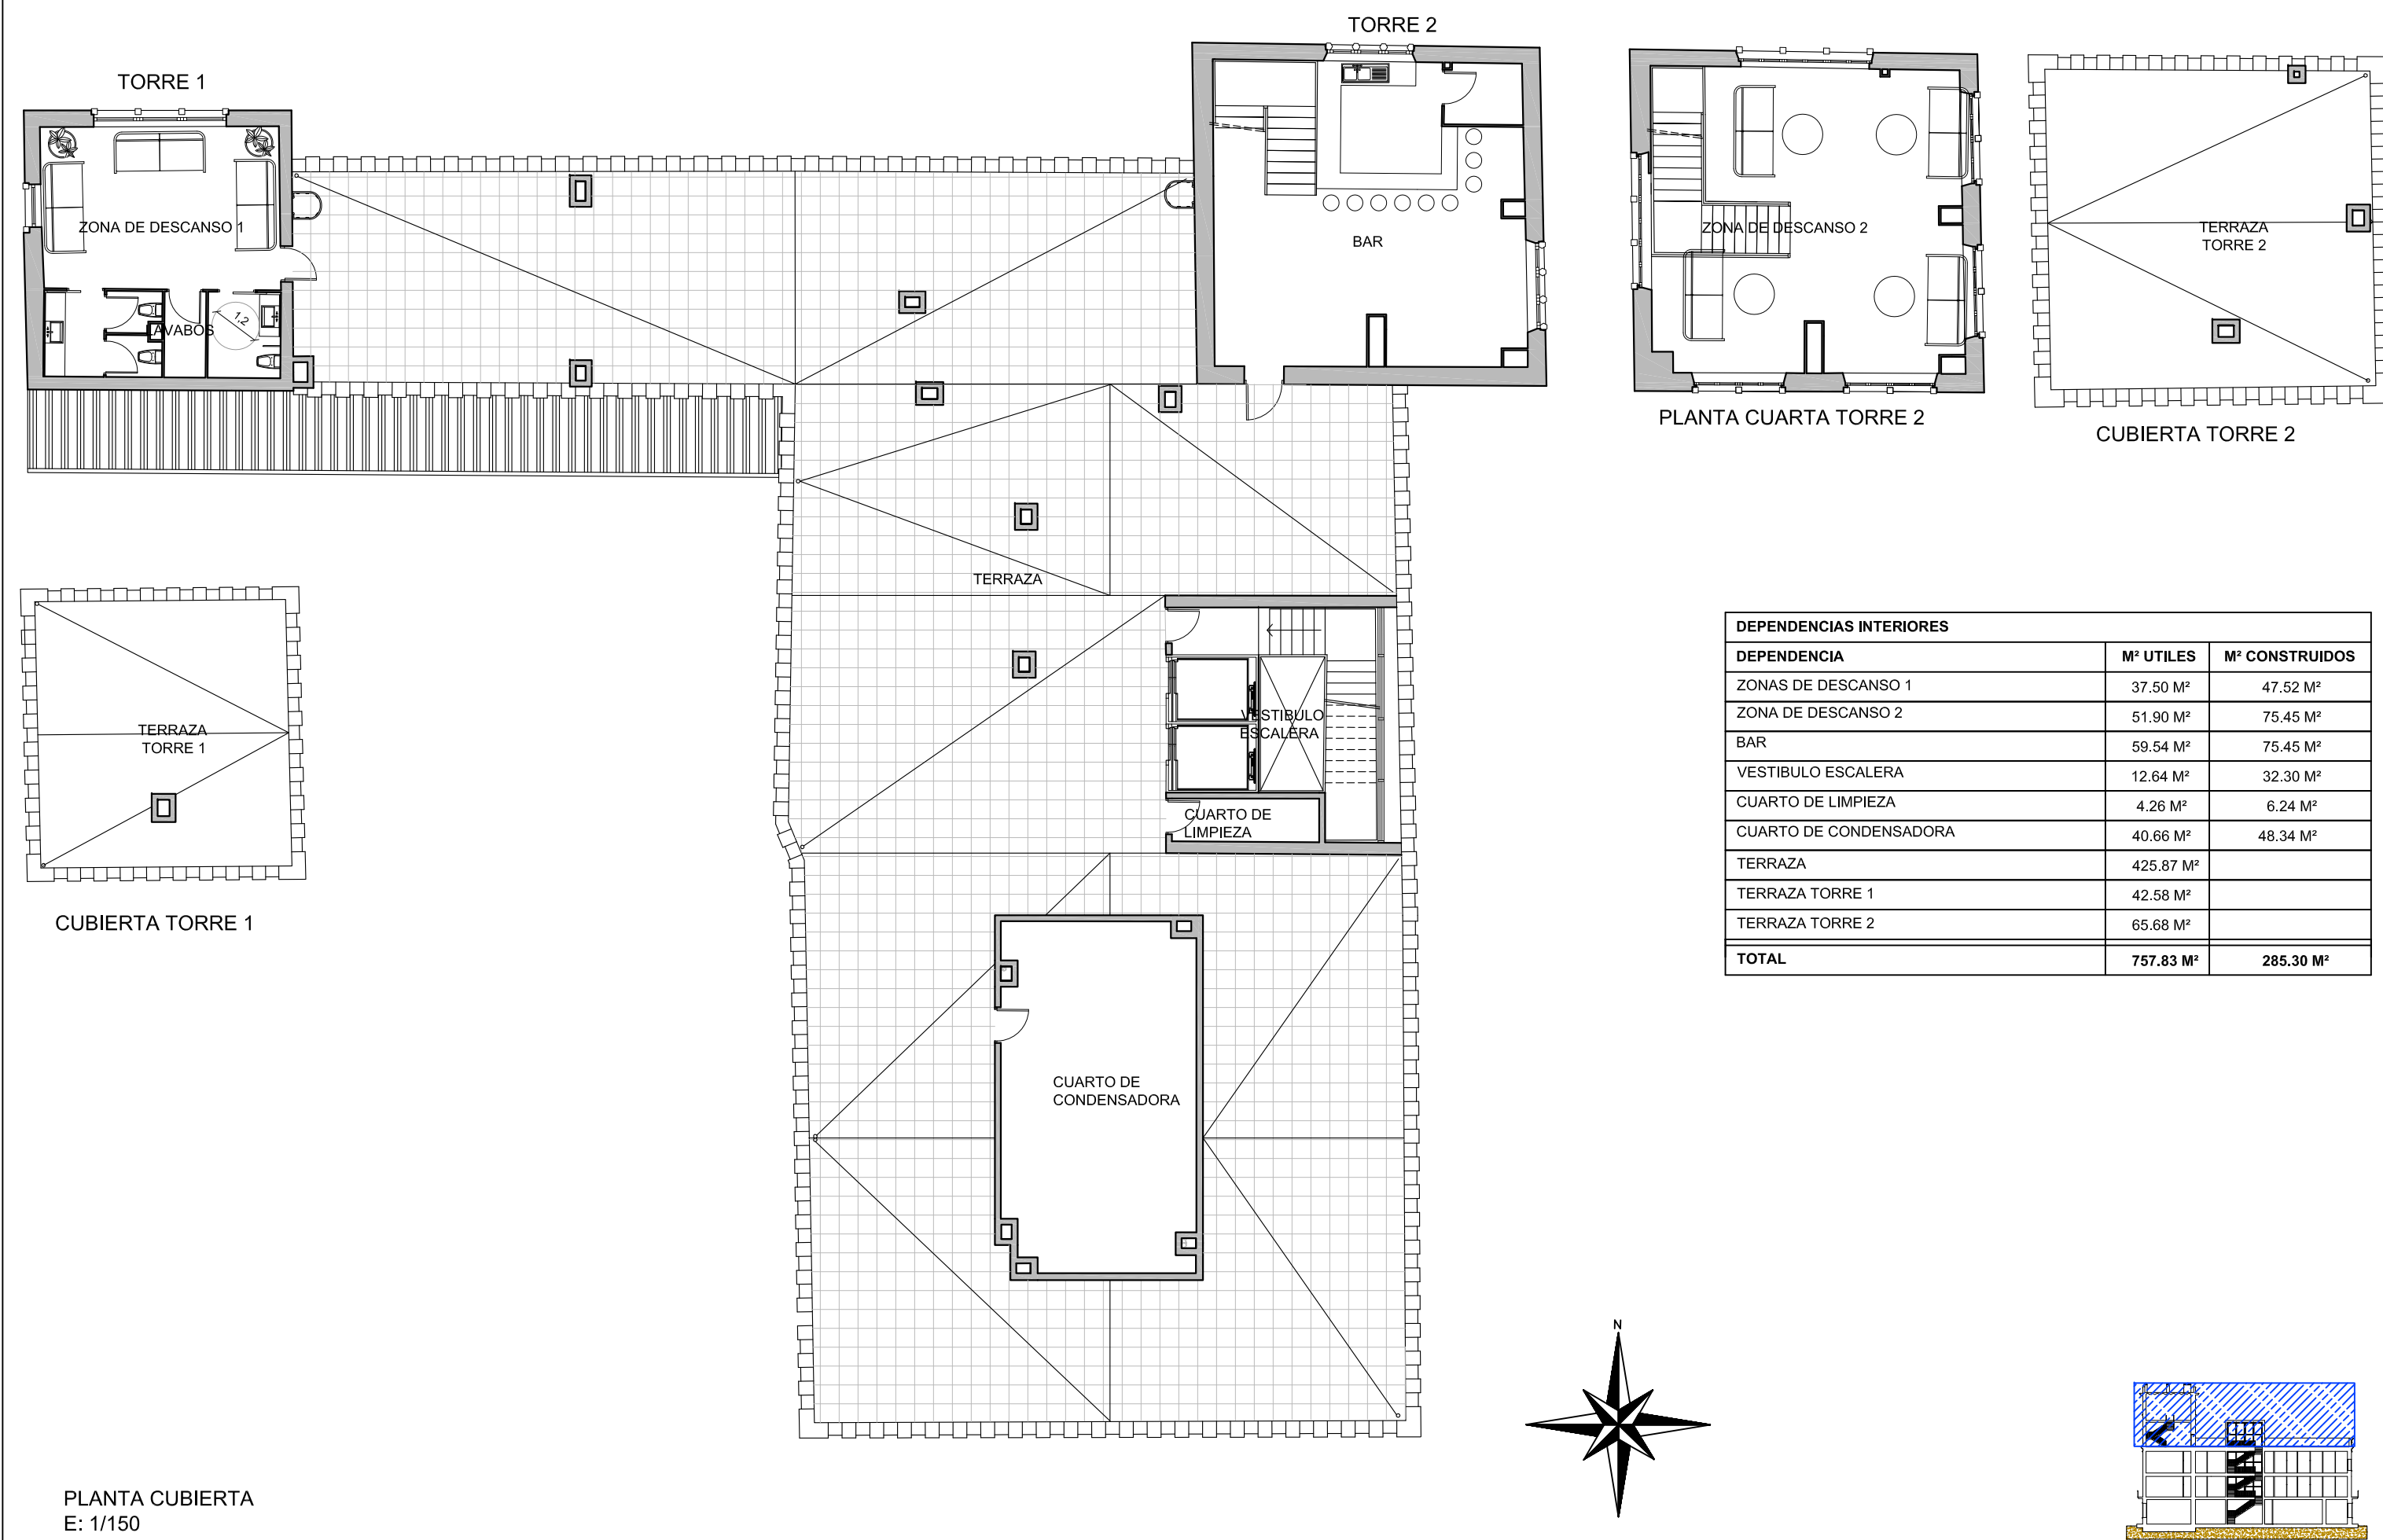 TORRE 2
TORRE 1
ZONA DE DESCANSO 1
LAVABOS
1,2
BAR
ZONA DE DESCANSO 2
TERRAZA
TORRE 2
PLANTA CUARTA TORRE 2
CUBIERTA TORRE 2
TERRAZA
TERRAZA
TORRE 1
CUBIERTA TORRE 1
VESTIBULO
ESCALERA
CUARTO DE
LIMPIEZA
CUARTO DE
CONDENSADORA
DEPENDENCIAS INTERIORES
DEPENDENCIA M² UTILES M² CONSTRUIDOS
ZONAS DE DESCANSO 1 37.50 M² 47.52 M²
ZONA DE DESCANSO 2 51.90 M² 75.45 M²
BAR 59.54 M² 75.45 M²
VESTIBULO ESCALERA 12.64 M² 32.30 M²
CUARTO DE LIMPIEZA 4.26 M² 6.24 M²
CUARTO DE CONDENSADORA 40.66 M² 48.34 M²
TERRAZA 425.87 M²
TERRAZA TORRE 1 42.58 M²
TERRAZA TORRE 2 65.68 M²
TOTAL 757.83 M² 285.30 M²
N
PLANTA CUBIERTA
E: 1/150